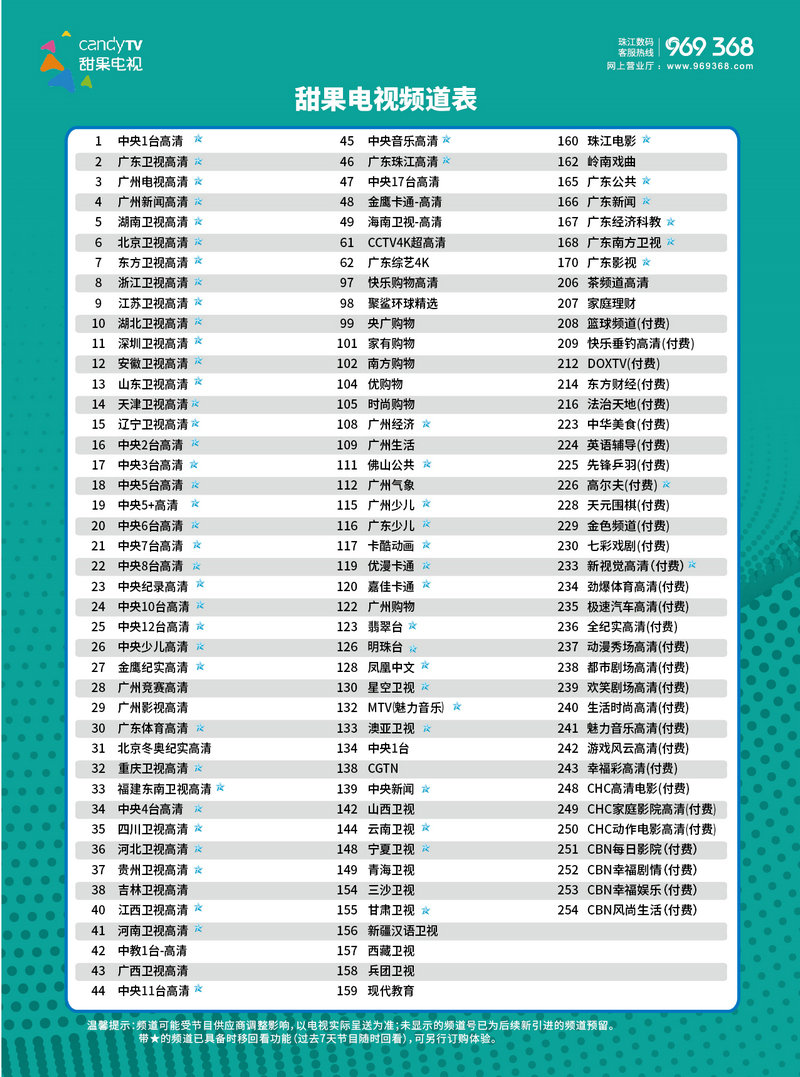 candyTV
甜果电视
珠江数码
客服热线
969 368
网上营业厅：www.969368.com
甜果电视频道表
1 中央1台高清 ☆
2 广东卫视高清 ☆
3 广州电视高清 ☆
4 广州新闻高清 ☆
5 湖南卫视高清 ☆
6 北京卫视高清 ☆
7 东方卫视高清 ☆
8 浙江卫视高清 ☆
9 江苏卫视高清 ☆
10 湖北卫视高清 ☆
11 深圳卫视高清 ☆
12 安徽卫视高清 ☆
13 山东卫视高清 ☆
14 天津卫视高清 ☆
15 辽宁卫视高清 ☆
16 中央2台高清 ☆
17 中央3台高清 ☆
18 中央5台高清 ☆
19 中央5+高清 ☆
20 中央6台高清 ☆
21 中央7台高清 ☆
22 中央8台高清 ☆
23 中央纪录高清 ☆
24 中央10台高清 ☆
25 中央12台高清 ☆
26 中央少儿高清 ☆
27 金鹰纪实高清 ☆
28 广州竞赛高清
29 广州影视高清
30 广东体育高清 ☆
31 北京冬奥纪实高清
32 重庆卫视高清 ☆
33 福建东南卫视高清 ☆
34 中央4台高清 ☆
35 四川卫视高清 ☆
36 河北卫视高清 ☆
37 贵州卫视高清 ☆
38 吉林卫视高清
40 江西卫视高清 ☆
41 河南卫视高清 ☆
42 中教1台-高清
43 广西卫视高清
44 中央11台高清 ☆
45 中央音乐高清 ☆
46 广东珠江高清 ☆
47 中央17台高清
48 金鹰卡通-高清
49 海南卫视-高清
61 CCTV4K超高清
62 广东综艺4K
97 快乐购物高清
98 聚鲨环球精选
99 央广购物
101 家有购物
102 南方购物
104 优购物
105 时尚购物
108 广州经济 ☆
109 广州生活
111 佛山公共 ☆
112 广州气象
115 广州少儿 ☆
116 广东少儿 ☆
117 卡酷动画 ☆
119 优漫卡通 ☆
120 嘉佳卡通 ☆
122 广州购物
123 翡翠台 ☆
126 明珠台 ☆
128 凤凰中文 ☆
130 星空卫视 ☆
132 MTV(魅力音乐) ☆
133 澳亚卫视 ☆
134 中央1台
138 CGTN
139 中央新闻 ☆
142 山西卫视
144 云南卫视 ☆
148 宁夏卫视 ☆
149 青海卫视
154 三沙卫视
155 甘肃卫视 ☆
156 新疆汉语卫视
157 西藏卫视
158 兵团卫视
159 现代教育
160 珠江电影 ☆
162 岭南戏曲
165 广东公共 ☆
166 广东新闻 ☆
167 广东经济科教 ☆
168 广东南方卫视 ☆
170 广东影视 ☆
206 茶频道高清
207 家庭理财
208 篮球频道(付费)
209 快乐垂钓高清(付费)
212 DOXTV(付费)
214 东方财经(付费)
216 法治天地(付费)
223 中华美食(付费)
224 英语辅导(付费)
225 先锋乒羽(付费)
226 高尔夫(付费) ☆
228 天元围棋(付费)
229 金色频道(付费)
230 七彩戏剧(付费)
233 新视觉高清(付费) ☆
234 劲爆体育高清(付费)
235 极速汽车高清(付费)
236 全纪实高清(付费)
237 动漫秀场高清(付费)
238 都市剧场高清(付费)
239 欢笑剧场高清(付费)
240 生活时尚高清(付费)
241 魅力音乐高清(付费)
242 游戏风云高清(付费)
243 幸福彩高清(付费)
248 CHC高清电影(付费)
249 CHC家庭影院高清(付费)
250 CHC动作电影高清(付费)
251 CBN每日影院(付费)
252 CBN幸福剧情(付费)
253 CBN幸福娱乐(付费)
254 CBN风尚生活(付费)
温馨提示：频道可能受节目供应商调整影响，以电视实际呈送为准；未显示的频道号已为后续新引进的频道预留。
带★的频道已具备时移回看功能（过去7天节目随时回看），可另行订购体验。